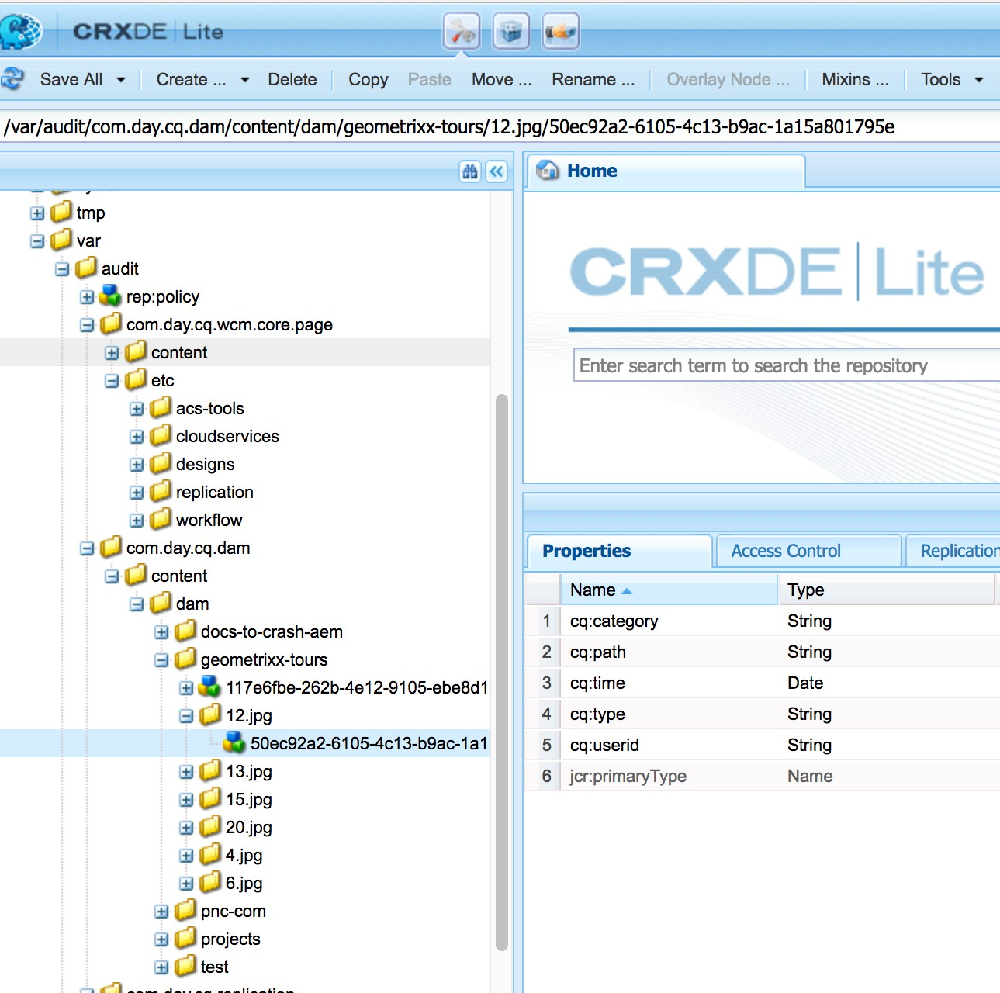 CRXDE | Lite
Save All Create ... Delete Copy Paste Move ... Rename ... Overlay Node ... Mixins ... Tools
/var/audit/com.day.cq.dam/content/dam/geometrixx-tours/12.jpg/50ec92a2-6105-4c13-b9ac-1a15a801795e
Home
tmp
var
audit
rep:policy
com.day.cq.wcm.core.page
content
etc
acs-tools
cloudservices
designs
replication
workflow
com.day.cq.dam
content
dam
docs-to-crash-aem
geometrixx-tours
117e6fbe-262b-4e12-9105-ebe8d1
12.jpg
50ec92a2-6105-4c13-b9ac-1a1
13.jpg
15.jpg
20.jpg
4.jpg
6.jpg
pnc-com
projects
test
com.day.cq.replication
CRXDE | Lite
Enter search term to search the repository
Properties Access Control Replication
Name Type
1 cq:category String
2 cq:path String
3 cq:time Date
4 cq:type String
5 cq:userid String
6 jcr:primaryType Name